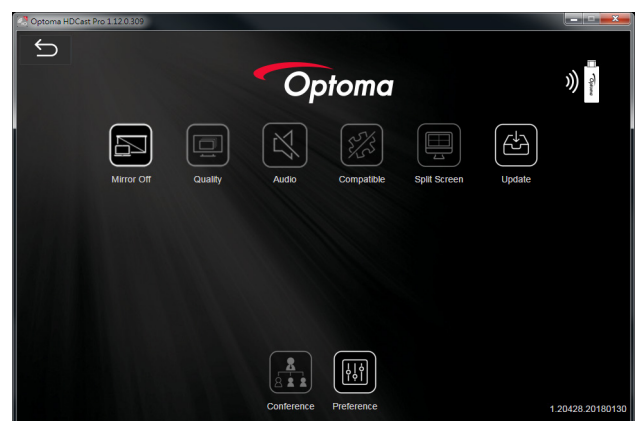 Optoma HDCast Pro 1.12.0.309
Optoma
Optoma
Mirror Off
Quality
Audio
Compatible
Split Screen
Update
Conference
Preference
1.20428.20180130